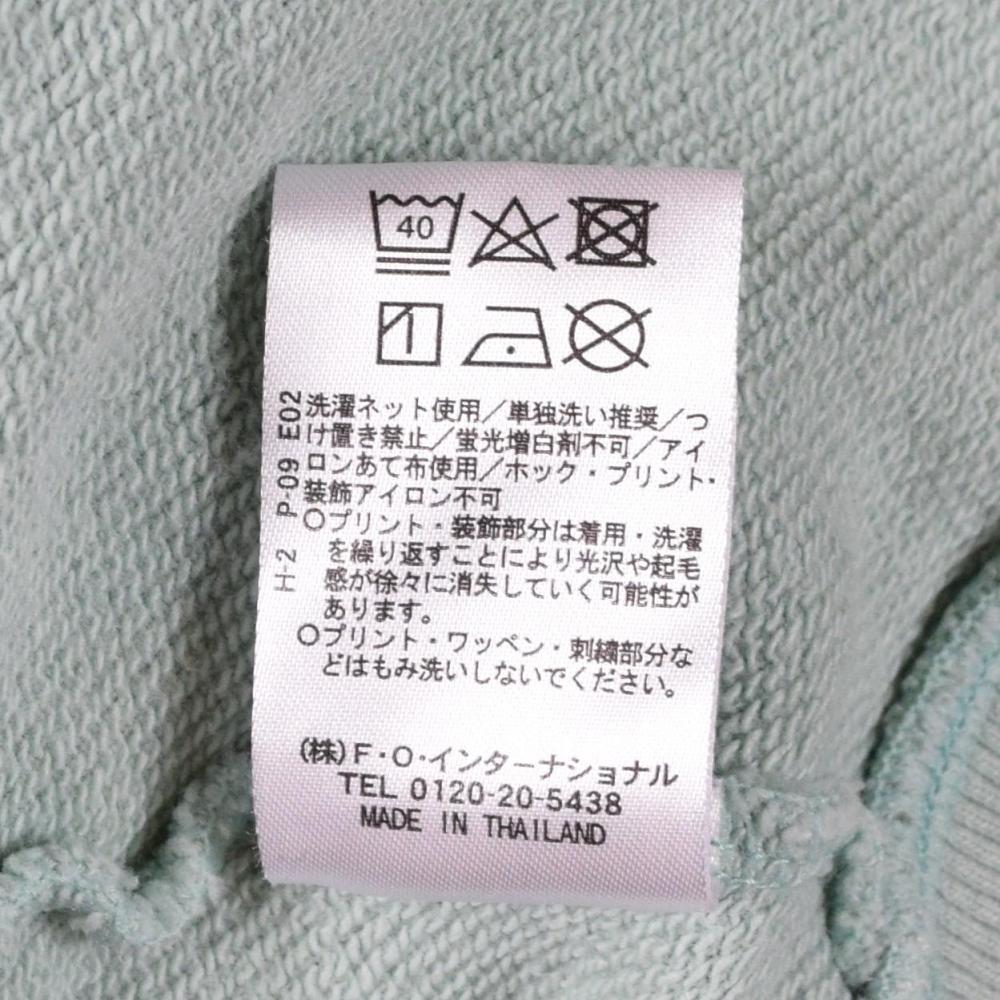 40
洗濯ネット使用／単独洗い推奨／つ
け置き禁止／蛍光増白剤不可／アイ
ロンあて布使用／ホック・プリント・
装飾アイロン不可
○プリント・装飾部分は着用・洗濯
を繰り返すことにより光沢や起毛
感が徐々に消失していく可能性が
あります。
○プリント・ワッペン・刺繍部分な
どはもみ洗いしないでください。
H-2 P-09 E02
(株)F・O・インターナショナル
TEL 0120-20-5438
MADE IN THAILAND